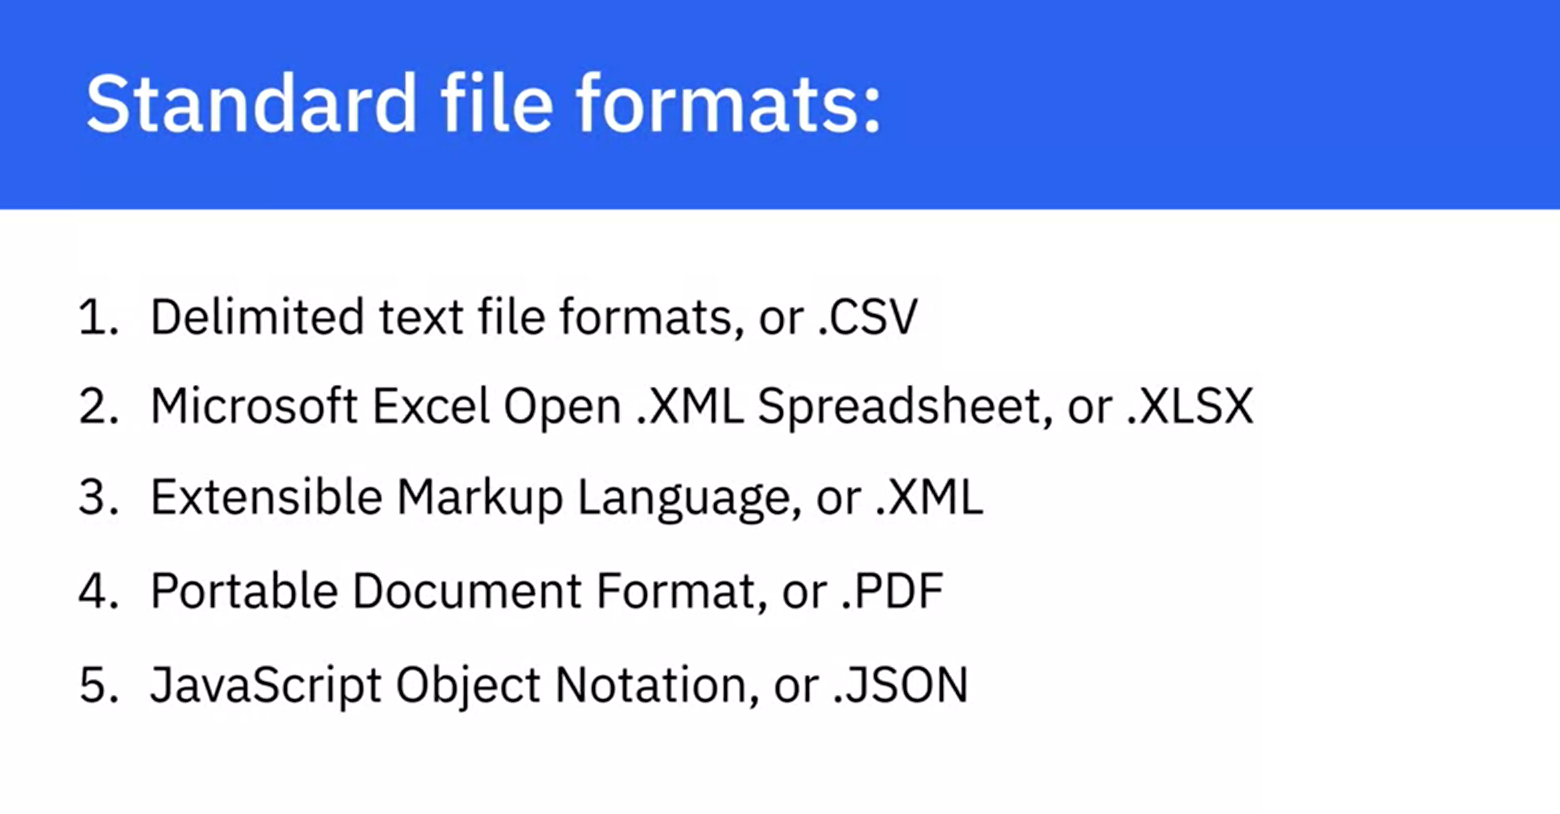 Standard file formats:
1. Delimited text file formats, or .CSV
2. Microsoft Excel Open .XML Spreadsheet, or .XLSX
3. Extensible Markup Language, or .XML
4. Portable Document Format, or .PDF
5. JavaScript Object Notation, or .JSON